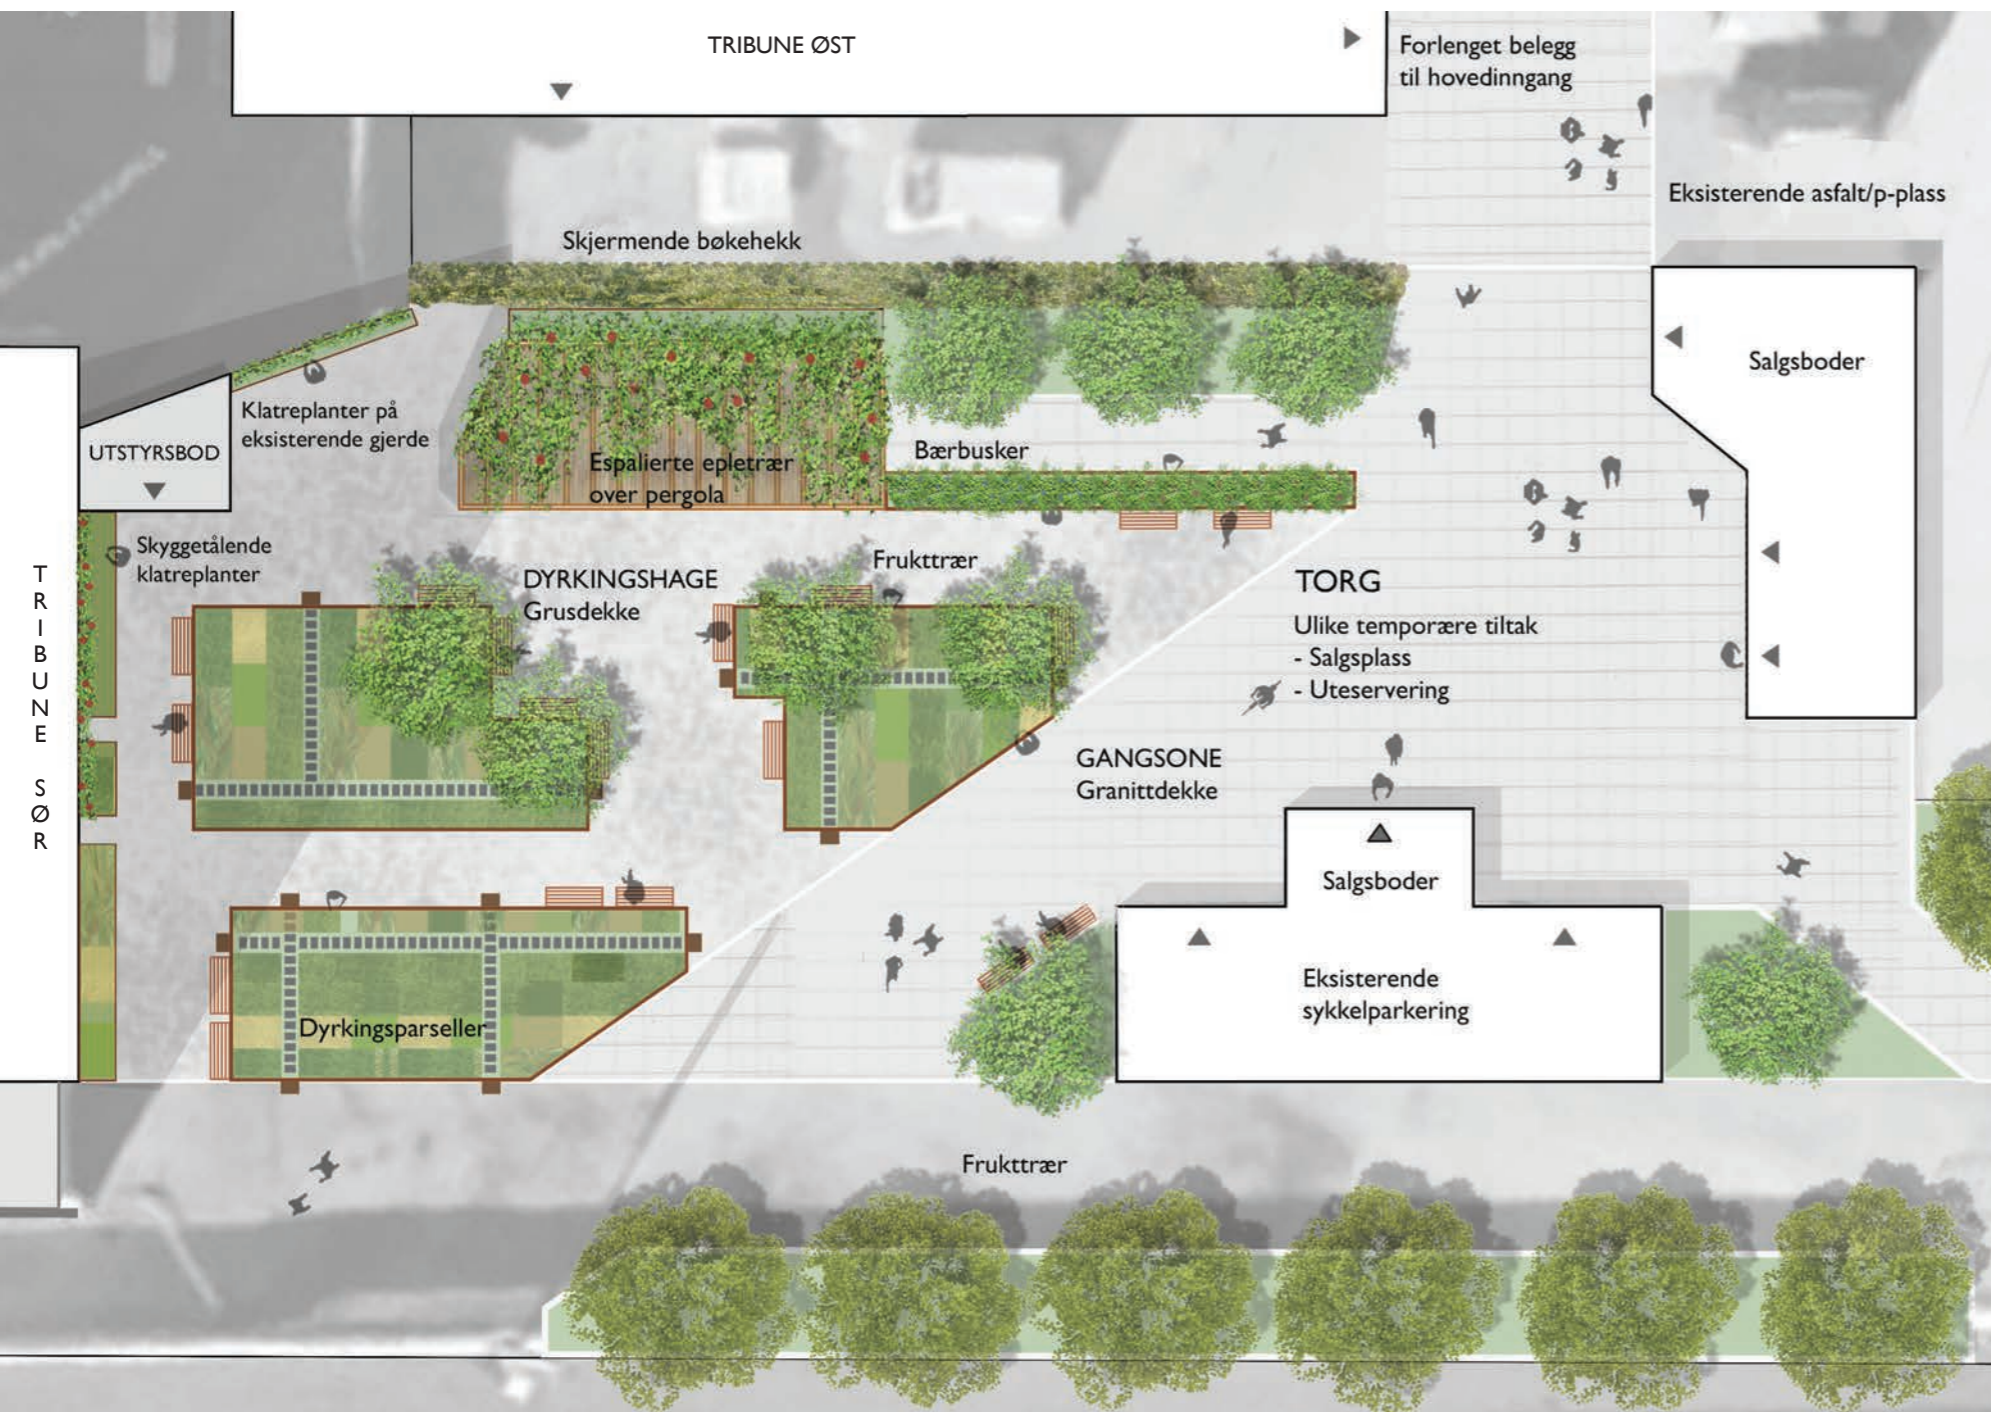 TRIBUNE ØST
Forlenget belegg
til hovedinngang
Eksisterende asfalt/p-plass
Skjermende bøkehekk
Salgsboder
Klatreplanter på
eksisterende gjerde
UTSTYRSBOD
Bærbusker
Espalierte epletrær
over pergola
Skyggetålende
klatreplanter
TRIBUNE SØR
DYRKINGSHAGE
Grusdekke
Frukttrær
TORG
Ulike temporære tiltak
- Salgsplass
- Uteservering
GANGSONE
Granittdekke
Salgsboder
Eksisterende
sykkelparkering
Dyrkingsparseller
Frukttrær